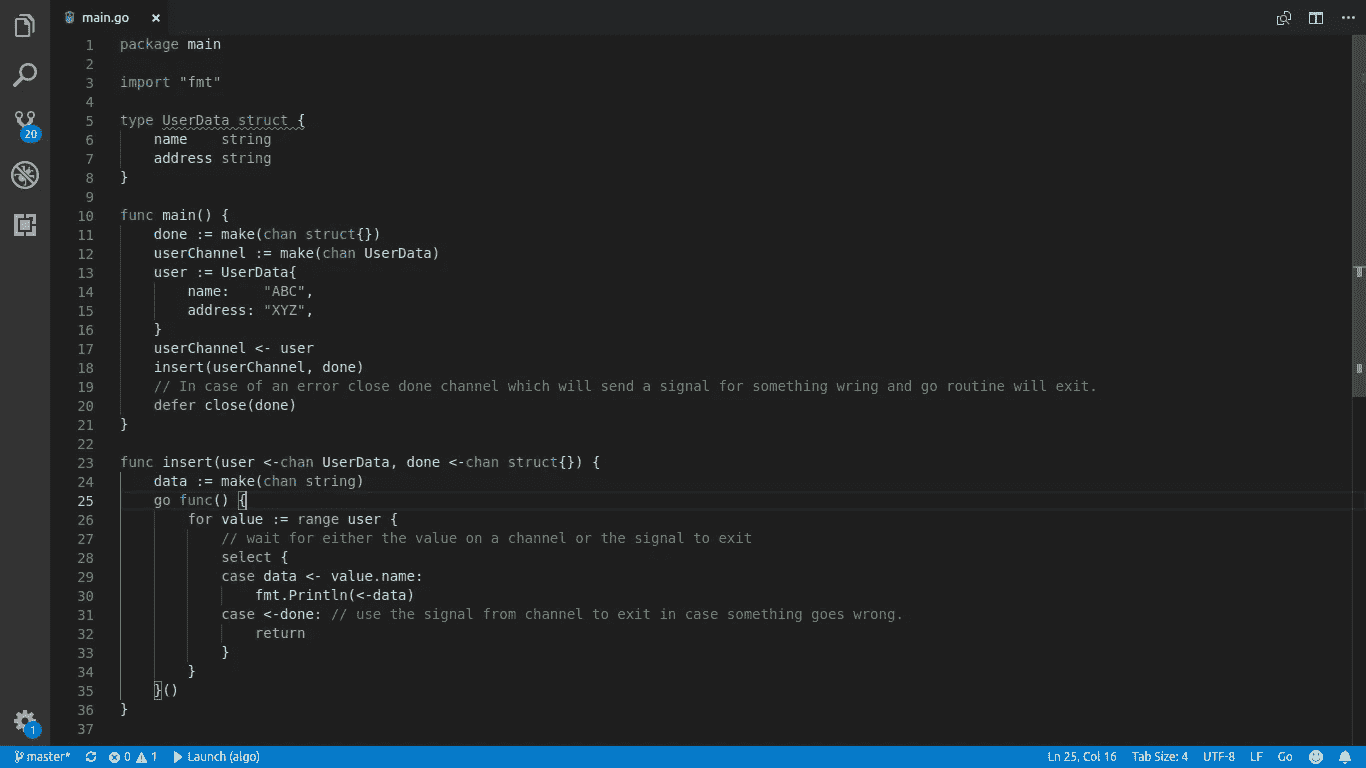 main.go
1 package main
2
3 import "fmt"
4
5 type UserData struct {
6     name    string
7     address string
8 }
9
10 func main() {
11     done := make(chan struct{})
12     userChannel := make(chan UserData)
13     user := UserData{
14         name:    "ABC",
15         address: "XYZ",
16     }
17     userChannel <- user
18     insert(userChannel, done)
19     // In case of an error close done channel which will send a signal for something wring and go routine will exit.
20     defer close(done)
21 }
22
23 func insert(user <-chan UserData, done <-chan struct{}) {
24     data := make(chan string)
25     go func() {
26         for value := range user {
27             // wait for either the value on a channel or the signal to exit
28             select {
29             case data <- value.name:
30                 fmt.Println(<-data)
31             case <-done: // use the signal from channel to exit in case something goes wrong.
32                 return
33             }
34         }
35     }()
36 }
37
20
1
master* 0 1 Launch (algo) Ln 25, Col 16 Tab Size: 4 UTF-8 LF Go